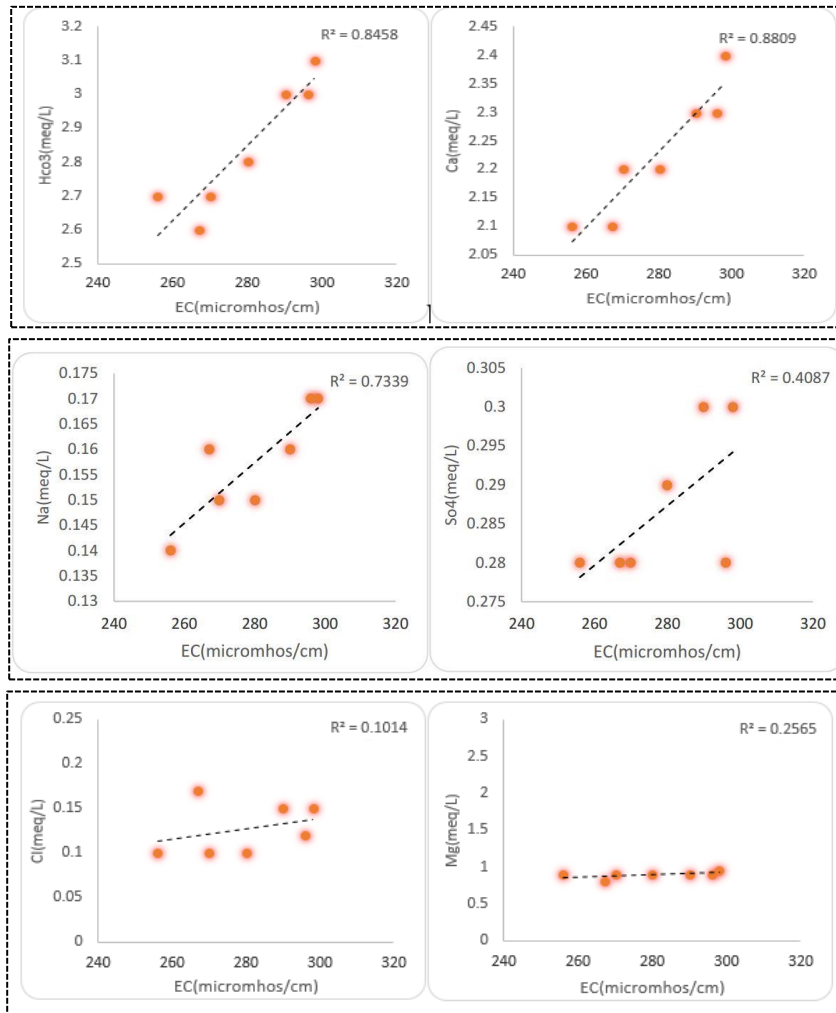 R² = 0.8458
3.2
3.1
3
2.9
2.8
2.7
2.6
2.5
Hco3(meq/L)
240 260 280 300 320
EC(micromhos/cm)
R² = 0.8809
2.45
2.4
2.35
2.3
2.25
2.2
2.15
2.1
2.05
Ca(meq/L)
240 260 280 300 320
EC(micromhos/cm)
R² = 0.7339
0.175
0.17
0.165
0.16
0.155
0.15
0.145
0.14
0.135
0.13
Na(meq/L)
240 260 280 300 320
EC(micromhos/cm)
R² = 0.4087
0.305
0.3
0.295
0.29
0.285
0.28
0.275
So4(meq/L)
240 260 280 300 320
EC(micromhos/cm)
R² = 0.1014
0.25
0.2
0.15
0.1
0.05
0
Cl(meq/L)
240 260 280 300 320
EC(micromhos/cm)
R² = 0.2565
3
2.5
2
1.5
1
0.5
0
Mg(meq/L)
240 260 280 300 320
EC(micromhos/cm)